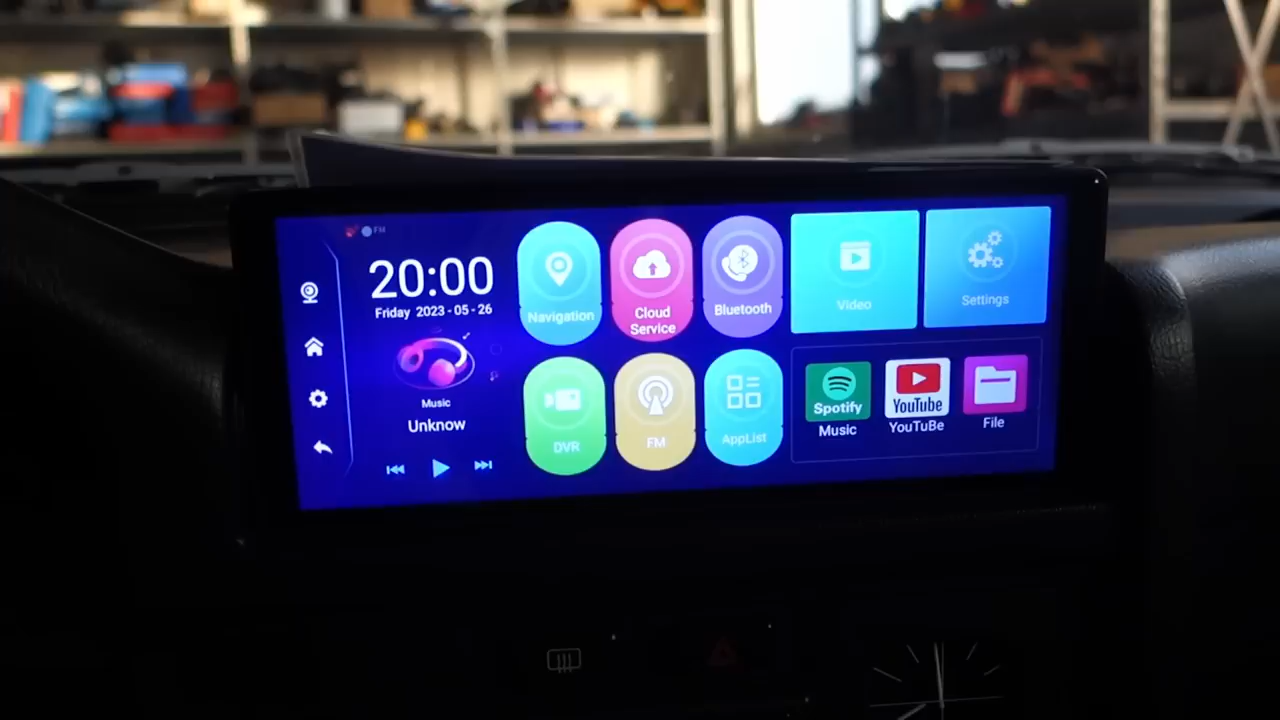 FM
20:00
Friday 2023-05-26
Music
Unknow
Navigation
Cloud
Service
Bluetooth
Video
Settings
DVR
FM
AppList
Spotify
Music
YouTube
YouTuBe
File